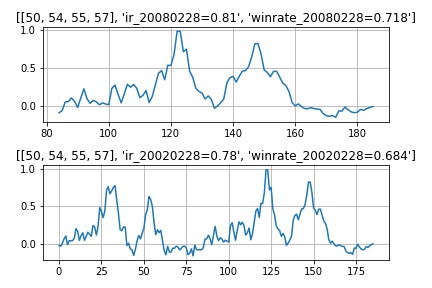 [[50, 54, 55, 57], 'ir_20080228=0.81', 'winrate_20080228=0.718']
1.0
0.5
0.0
80 100 120 140 160 180
[[50, 54, 55, 57], 'ir_20020228=0.78', 'winrate_20020228=0.684']
1.0
0.5
0.0
0 25 50 75 100 125 150 175